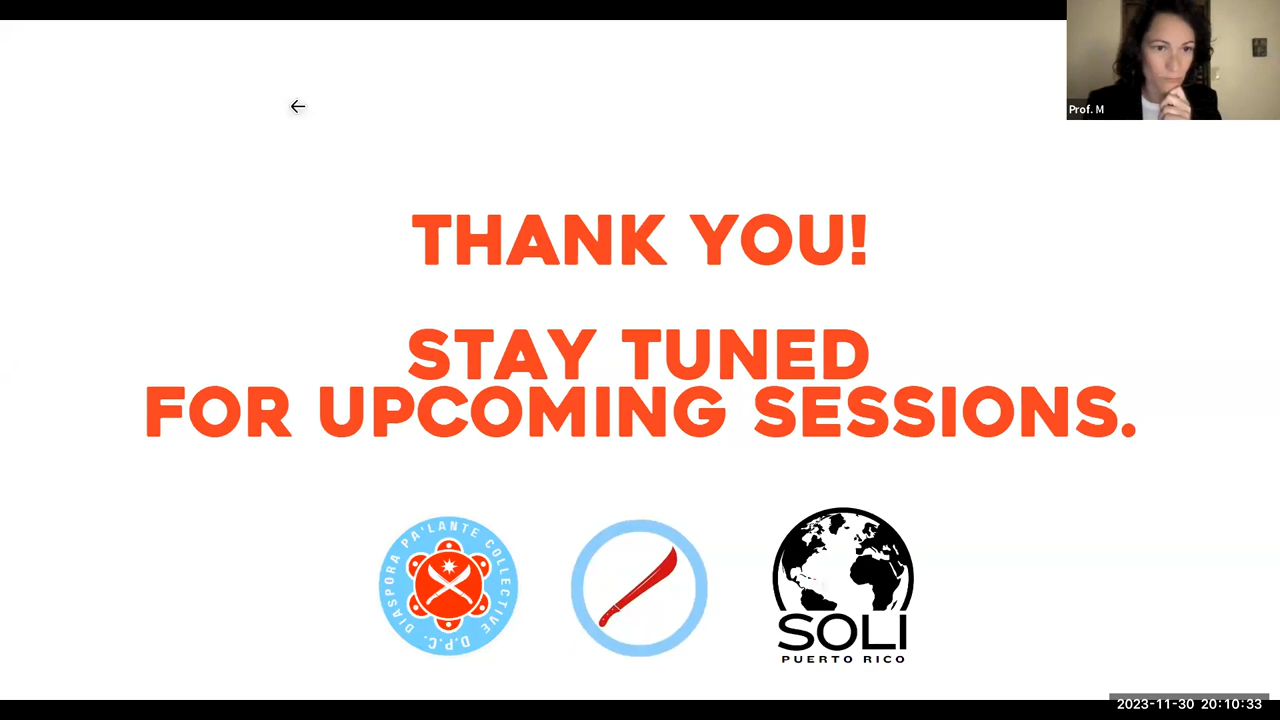 Prof. M
THANK YOU!
STAY TUNED
FOR UPCOMING SESSIONS.
DIASPORA PA'LANTE COLLECTIVE D.P.C.
SOLI
PUERTO RICO
2023-11-30 20:10:33